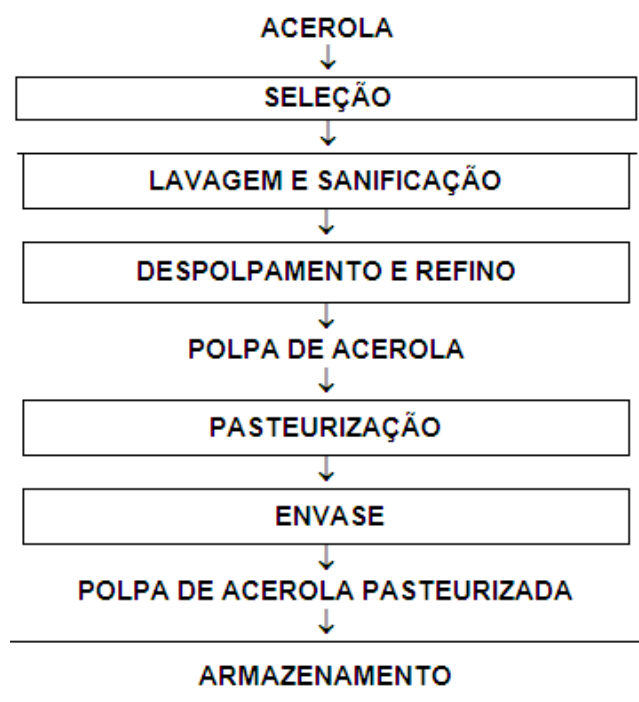 ACEROLA
SELEÇÃO
LAVAGEM E SANIFICAÇÃO
DESPOLPAMENTO E REFINO
POLPA DE ACEROLA
PASTEURIZAÇÃO
ENVASE
POLPA DE ACEROLA PASTEURIZADA
ARMAZENAMENTO